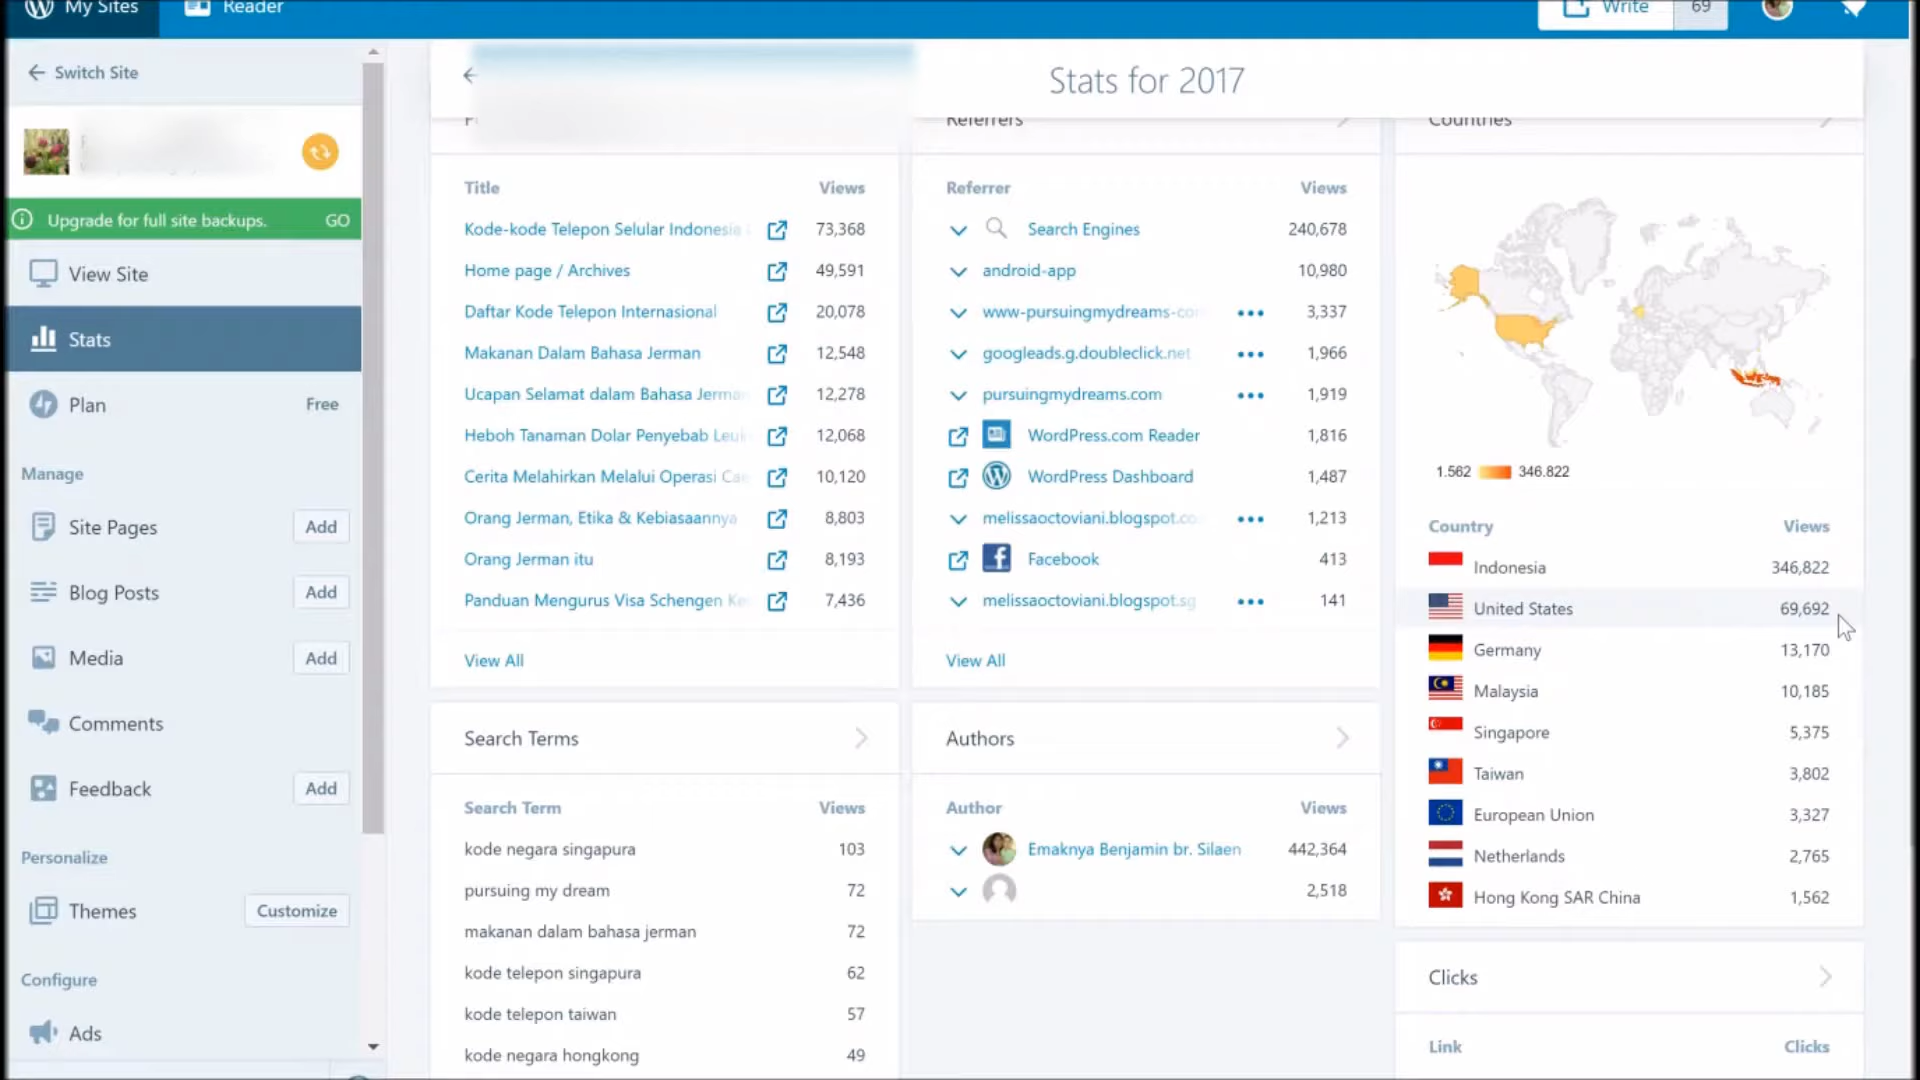 My Sites
Reader
Write
69
Switch Site
Stats for 2017
Upgrade for full site backups.
GO
View Site
Stats
Plan
Free
Manage
Site Pages
Add
Blog Posts
Add
Media
Add
Comments
Feedback
Add
Personalize
Themes
Customize
Configure
Ads
Title
Views
Kode-kode Telepon Selular Indonesia
73,368
Home page / Archives
49,591
Daftar Kode Telepon Internasional
20,078
Makanan Dalam Bahasa Jerman
12,548
Ucapan Selamat dalam Bahasa Jerma
12,278
Heboh Tanaman Dolar Penyebab Leuk
12,068
Cerita Melahirkan Melalui Operasi Cae
10,120
Orang Jerman, Etika & Kebiasaannya
8,803
Orang Jerman itu
8,193
Panduan Mengurus Visa Schengen Ke
7,436
View All
Search Terms
Search Term
Views
kode negara singapura
103
pursuing my dream
72
makanan dalam bahasa jerman
72
kode telepon singapura
62
kode telepon taiwan
57
kode negara hongkong
49
Referrers
Referrer
Views
Search Engines
240,678
android-app
10,980
www-pursuingmydreams-co
3,337
googleads.g.doubleclick.net
1,966
pursuingmydreams.com
1,919
WordPress.com Reader
1,816
WordPress Dashboard
1,487
melissaoctoviani.blogspot.co
1,213
Facebook
413
melissaoctoviani.blogspot.sg
141
View All
Authors
Author
Views
Emaknya Benjamin br. Silaen
442,364
2,518
Countries
1.562
346.822
Country
Views
Indonesia
346,822
United States
69,692
Germany
13,170
Malaysia
10,185
Singapore
5,375
Taiwan
3,802
European Union
3,327
Netherlands
2,765
Hong Kong SAR China
1,562
Clicks
Link
Clicks